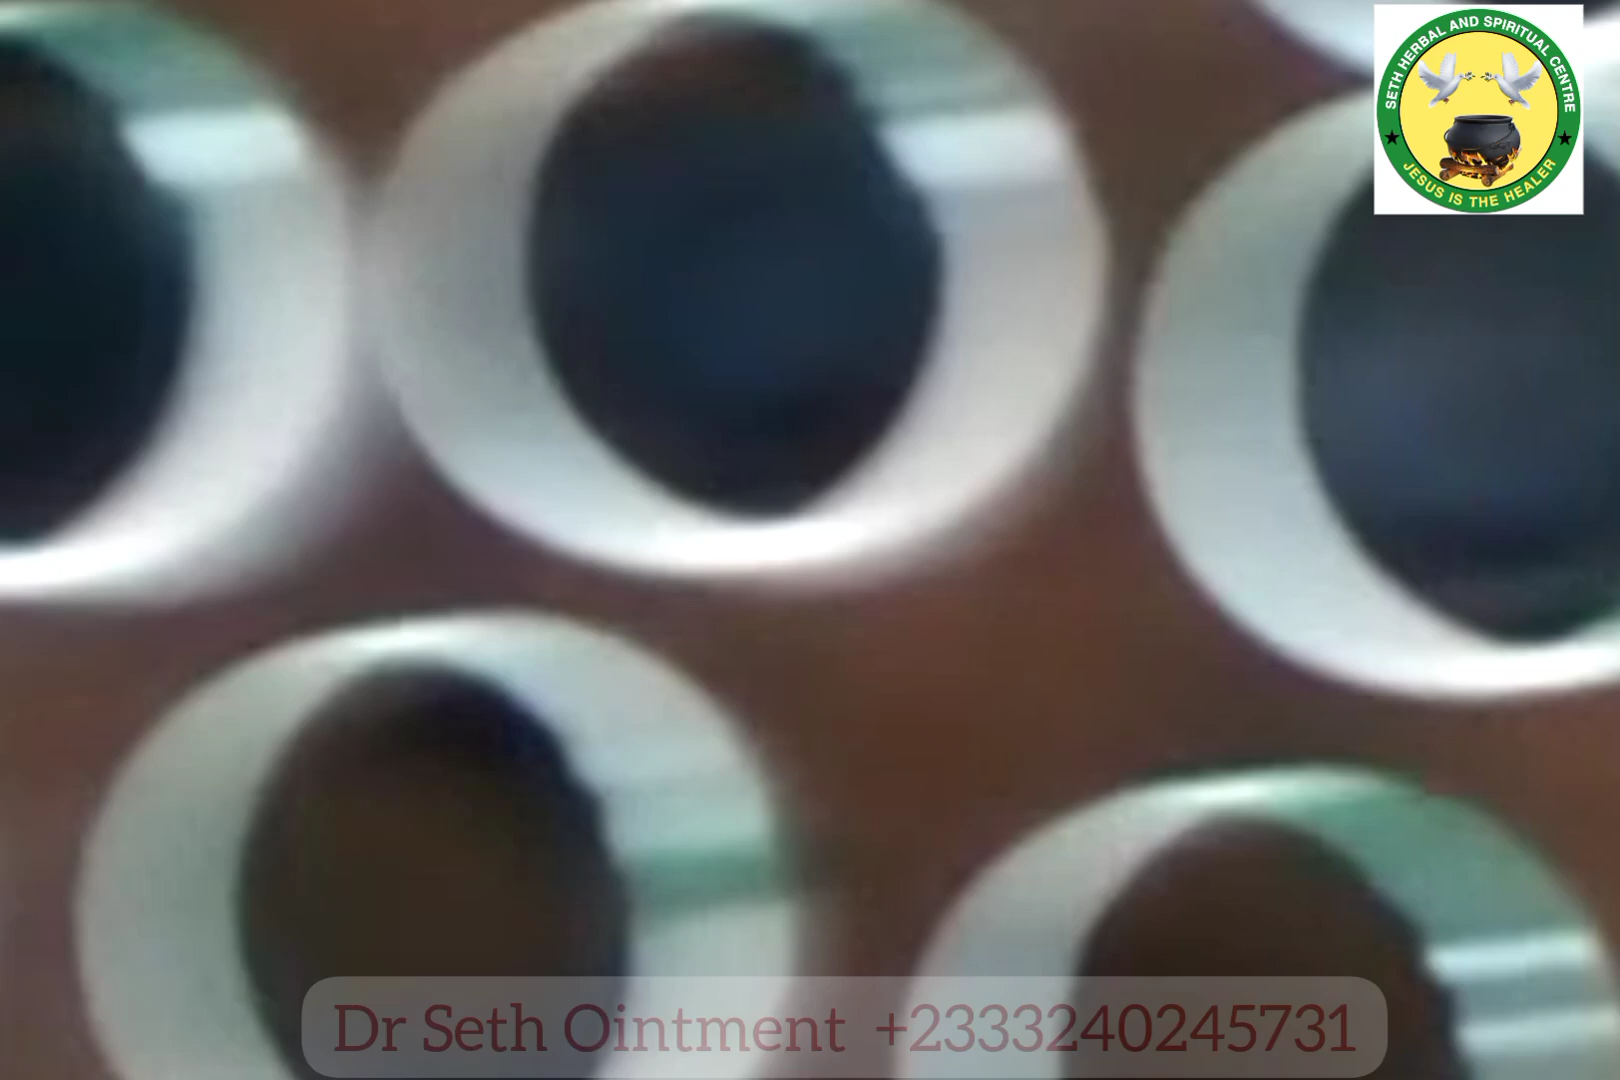 SETH HERBAL AND SPIRITUAL CENTRE
JESUS IS THE HEALER
Dr Seth Ointment +2333240245731